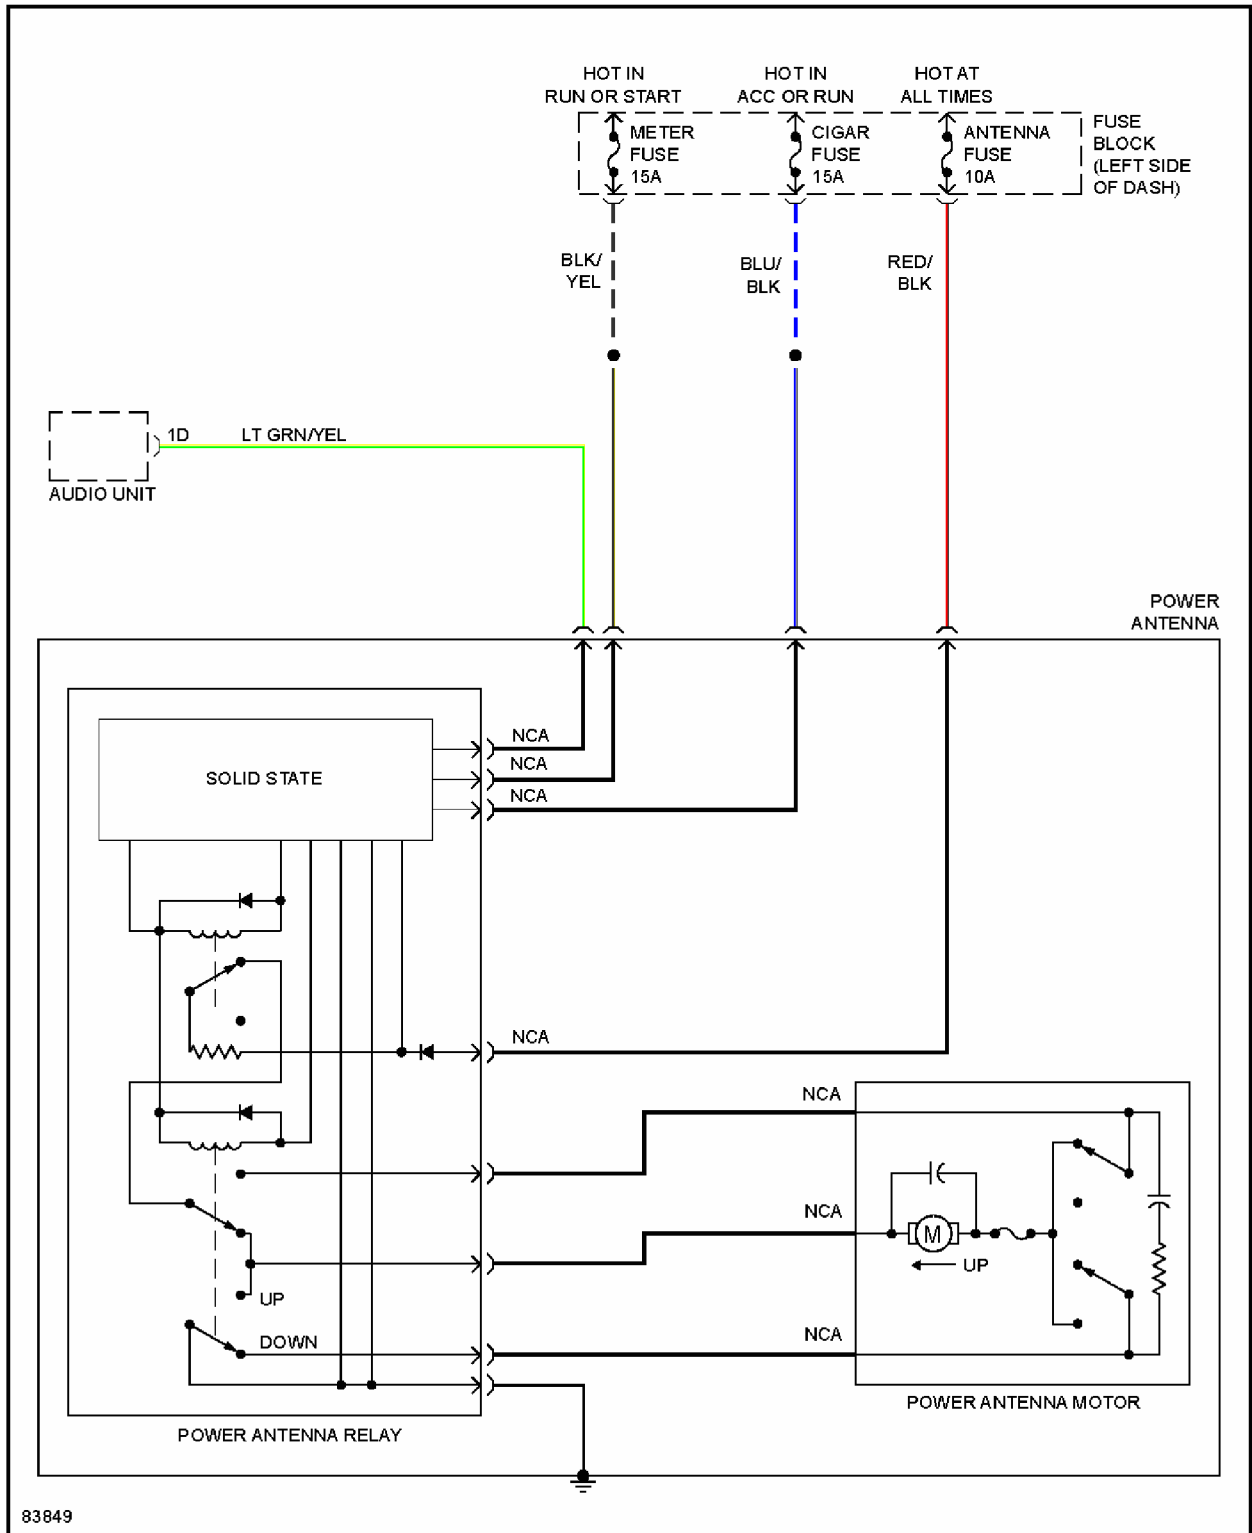 HOT IN
RUN OR START
HOT IN
ACC OR RUN
HOT AT
ALL TIMES
METER
FUSE
15A
CIGAR
FUSE
15A
ANTENNA
FUSE
10A
FUSE
BLOCK
(LEFT SIDE
OF DASH)
BLK/
YEL
BLU/
BLK
RED/
BLK
1D
LT GRN/YEL
AUDIO UNIT
POWER
ANTENNA
NCA
NCA
NCA
SOLID STATE
NCA
NCA
NCA
M
UP
UP
DOWN
NCA
POWER ANTENNA MOTOR
POWER ANTENNA RELAY
83849